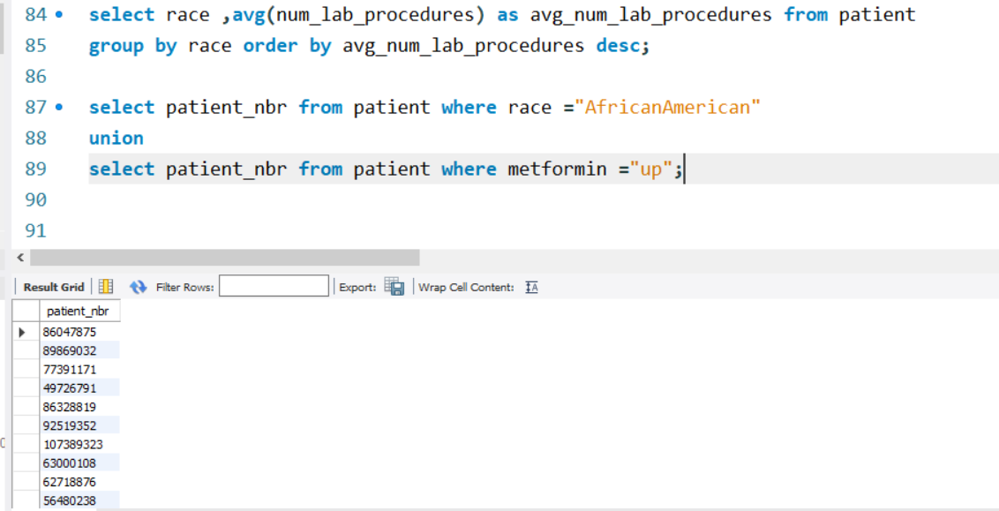 84 select race ,avg(num_lab_procedures) as avg_num_lab_procedures from patient
85 group by race order by avg_num_lab_procedures desc;
86
87 select patient_nbr from patient where race ="AfricanAmerican"
88 union
89 select patient_nbr from patient where metformin ="up";
90
91
Result Grid Filter Rows: Export: Wrap Cell Content:
patient_nbr
86047875
89869032
77391171
49726791
86328819
92519352
107389323
63000108
62718876
56480238